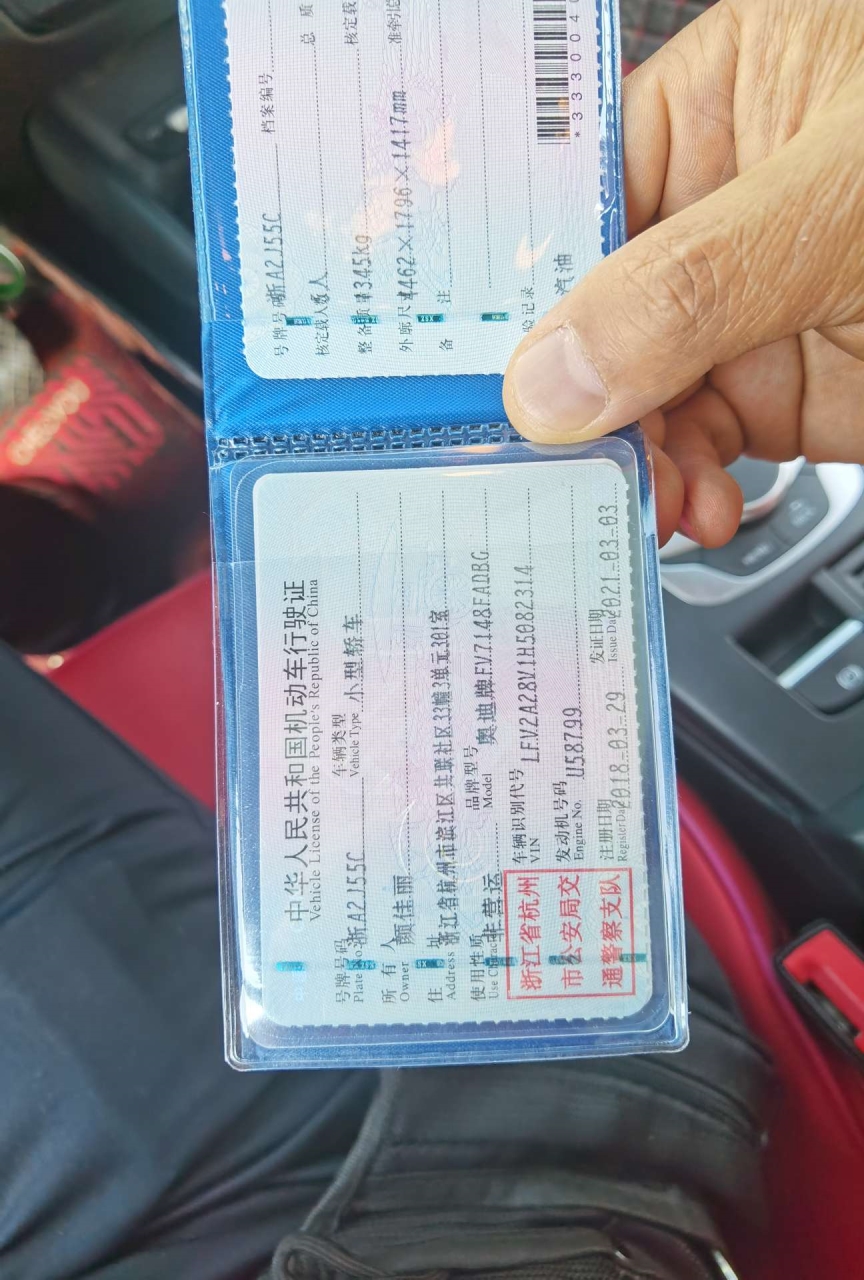 中华人民共和国机动车行驶证
Vehicle License of the People's Republic of China
号牌号码 浙A2J55C 车辆类型 小型轿车
Plate No. Vehicle Type
所有人 颜佳丽
Owner
住址 浙江省杭州市滨江区共联社区33幢3单元301室
Address
使用性质 非营运 品牌型号 奥迪牌FV7148FADBG
Use Model
浙江省杭州
市公安局交
通警察支队
车辆识别代号 LFV2A28V1H5082314
VIN
发动机号码 U58799
Engine No.
注册日期 2018-03-29 发证日期 2021-03-03
Register Date Issue Date
号牌号码 浙A2J55C 档案编号
核定载人数 人 总质
整备质量 1345kg 核定载
外廓尺 4462×1796×1417mm 准牵引总
备注
验记录
汽油
*333004